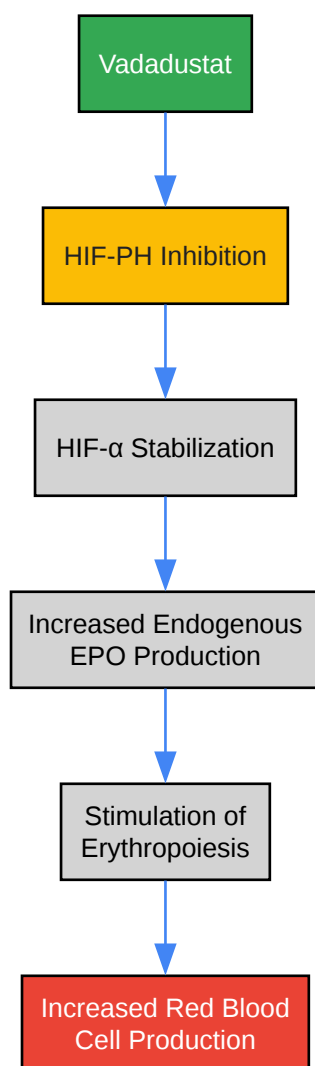 Vadadustat
HIF-PH Inhibition
HIF-α Stabilization
Increased Endogenous
EPO Production
Stimulation of
Erythropoiesis
Increased Red Blood
Cell Production